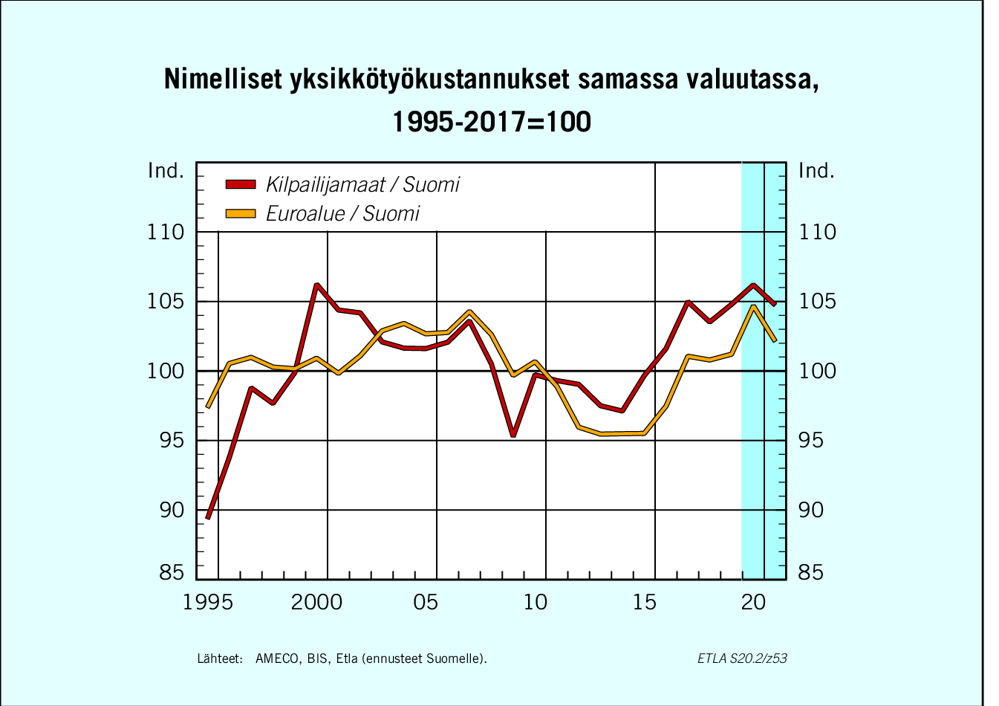 Nimelliset yksikkötyökustannukset samassa valuutassa,
1995-2017=100
Ind.
Ind.
Kilpailijamaat / Suomi
Euroalue / Suomi
110
110
105
105
100
100
95
95
90
90
85
85
1995 2000 05 10 15 20
Lähteet: AMECO, BIS, Etla (ennusteet Suomelle).
ETLA S20.2/z53